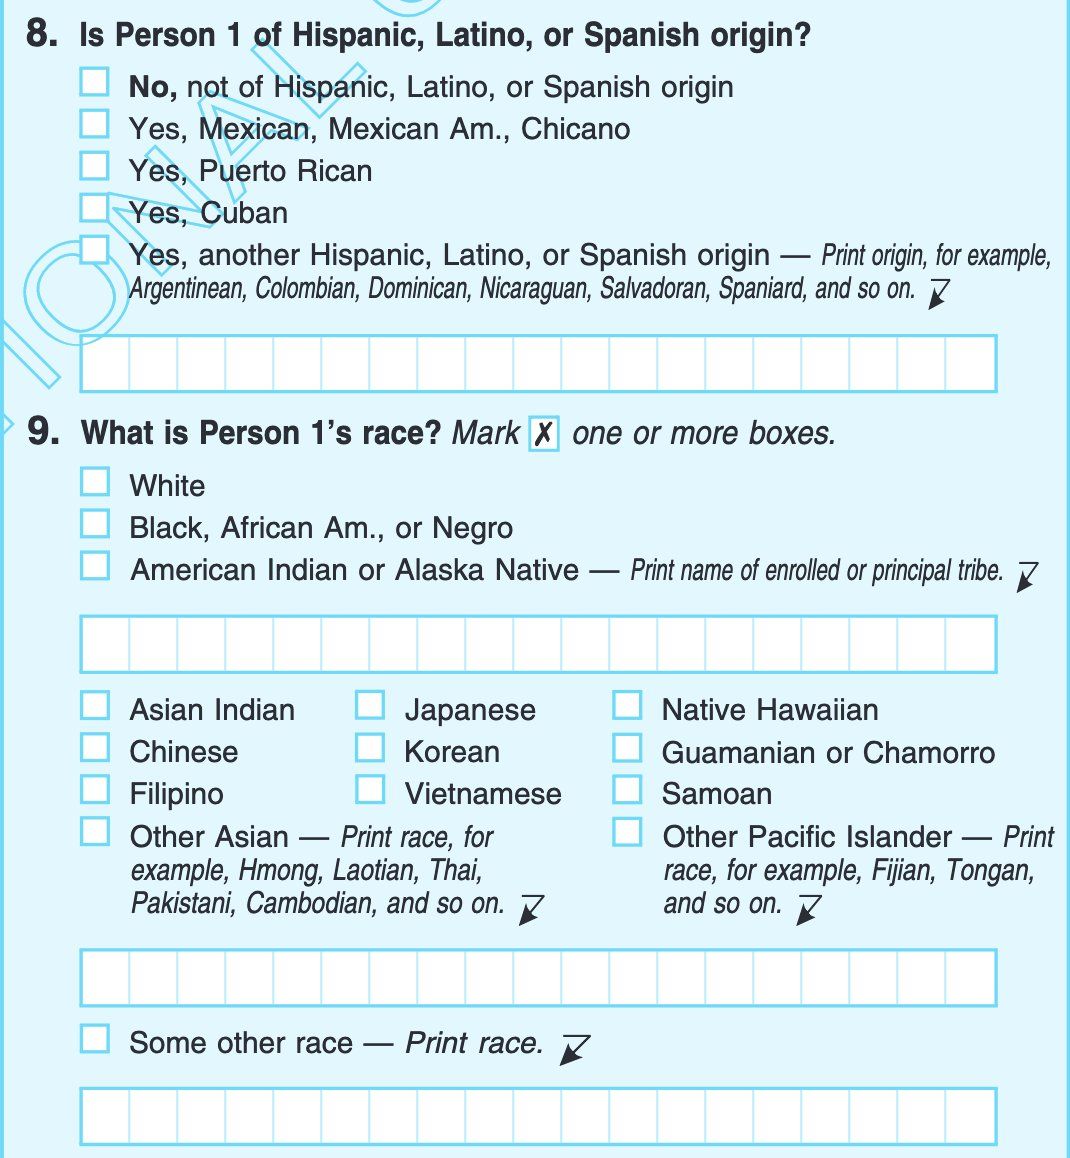 8. Is Person 1 of Hispanic, Latino, or Spanish origin?
No, not of Hispanic, Latino, or Spanish origin
Yes, Mexican, Mexican Am., Chicano
Yes, Puerto Rican
Yes, Cuban
Yes, another Hispanic, Latino, or Spanish origin — Print origin, for example,
Argentinean, Colombian, Dominican, Nicaraguan, Salvadoran, Spaniard, and so on.
9. What is Person 1's race? Mark ✗ one or more boxes.
White
Black, African Am., or Negro
American Indian or Alaska Native — Print name of enrolled or principal tribe.
Asian Indian
Chinese
Filipino
Other Asian — Print race, for
example, Hmong, Laotian, Thai,
Pakistani, Cambodian, and so on.
Japanese
Korean
Vietnamese
Native Hawaiian
Guamanian or Chamorro
Samoan
Other Pacific Islander — Print
race, for example, Fijian, Tongan,
and so on.
Some other race — Print race.